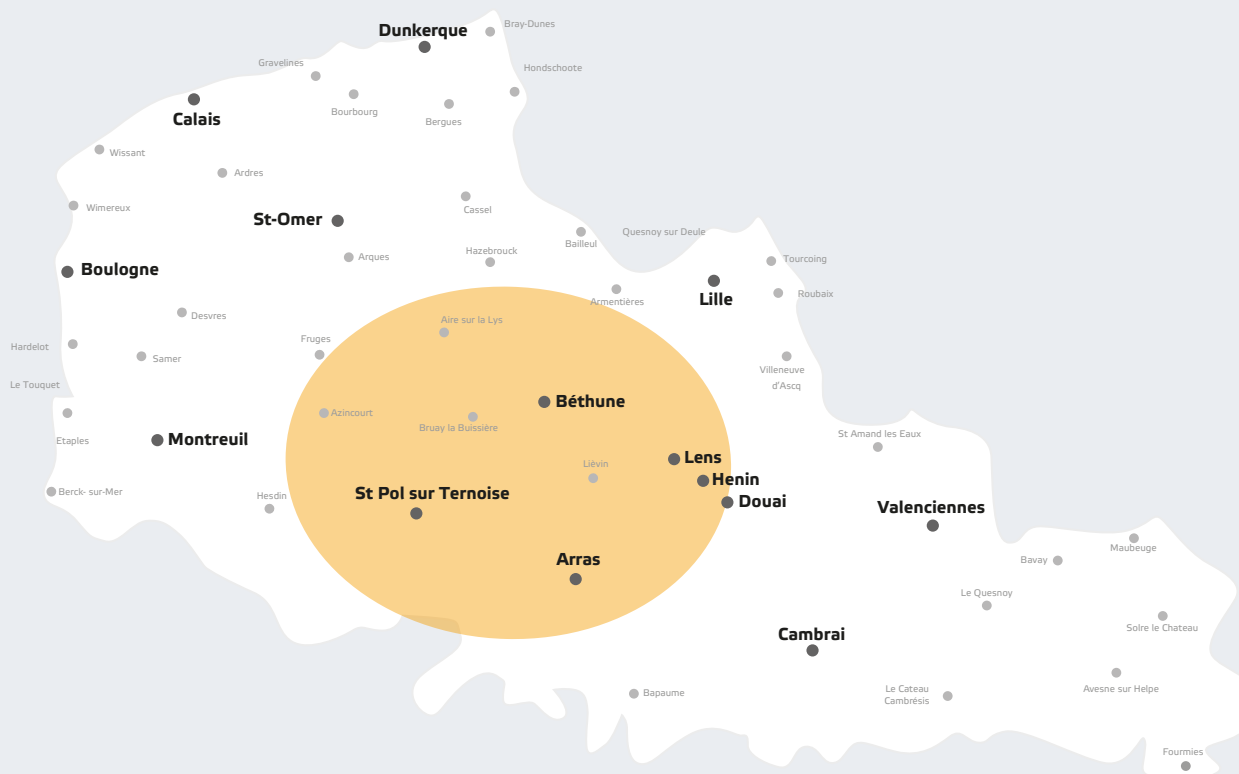 Bray-Dunes
Dunkerque
Gravelines
Hondschoote
Bourbourg
Bergues
Calais
Wissant
Ardres
Wimereux
Cassel
St-Omer
Quesnoy sur Deule
Bailleul
Hazebrouck
Arques
Tourcoing
Boulogne
Roubaix
Lille
Armentières
Desvres
Aire sur la Lys
Fruges
Hardelot
Samer
Villeneuve
d'Ascq
Le Touquet
Béthune
Azincourt
Bruay la Buissière
St Amand les Eaux
Etaples
Montreuil
Lens
Liévin
Henin
Berck- sur-Mer
Hesdin
St Pol sur Ternoise
Douai
Valenciennes
Maubeuge
Arras
Bavay
Le Quesnoy
Solre le Chateau
Cambrai
Bapaume
Le Cateau
Cambrésis
Avesne sur Helpe
Fourmies